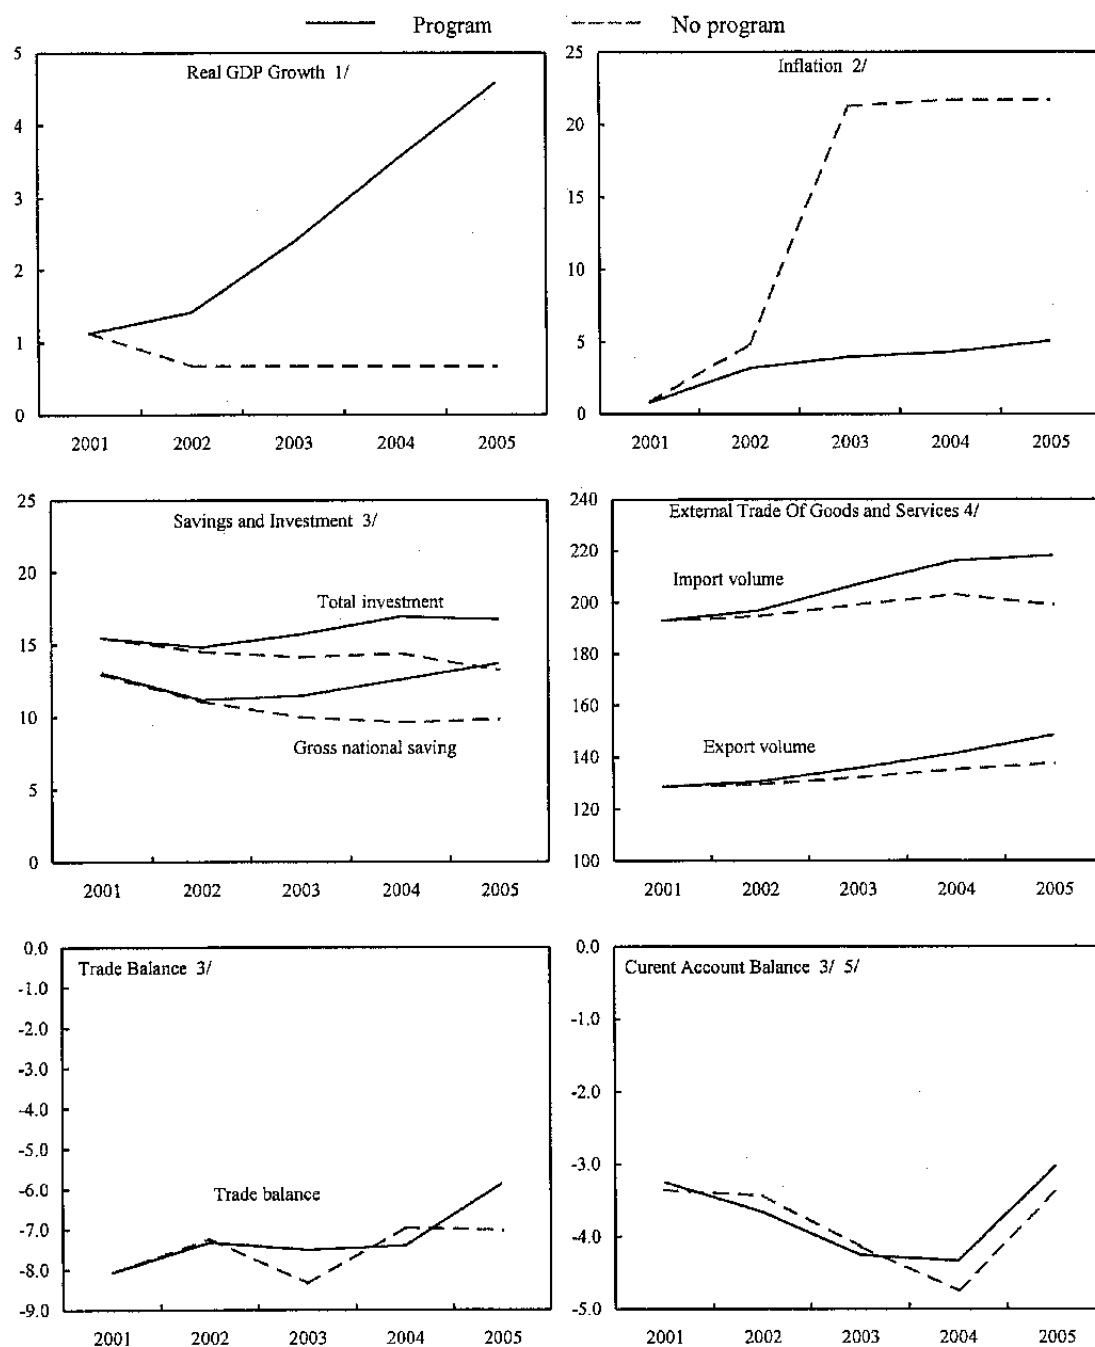 Program No program
Real GDP Growth 1/
5
4
3
2
1
0
2001 2002 2003 2004 2005
Inflation 2/
25
20
15
10
5
0
2001 2002 2003 2004 2005
Savings and Investment 3/
25
20
15
10
5
0
Total investment
Gross national saving
2001 2002 2003 2004 2005
External Trade Of Goods and Services 4/
240
220
200
180
160
140
120
100
Import volume
Export volume
2001 2002 2003 2004 2005
Trade Balance 3/
0.0
-1.0
-2.0
-3.0
-4.0
-5.0
-6.0
-7.0
-8.0
-9.0
Trade balance
2001 2002 2003 2004 2005
Curent Account Balance 3/ 5/
0.0
-1.0
-2.0
-3.0
-4.0
-5.0
2001 2002 2003 2004 2005